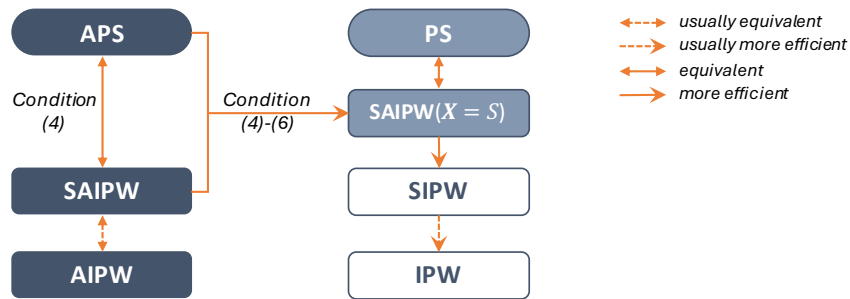 APS
PS
usually equivalent
usually more efficient
equivalent
more efficient
Condition
(4)
Condition
(4)-(6)
SAIPW(X = S)
SAIPW
SIPW
AIPW
IPW